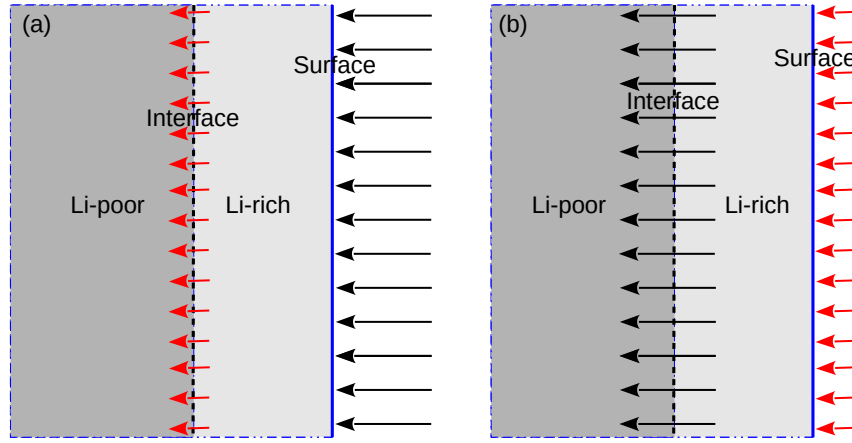 (a)
Surface
Interface
Li-poor
Li-rich
(b)
Surface
Interface
Li-poor
Li-rich